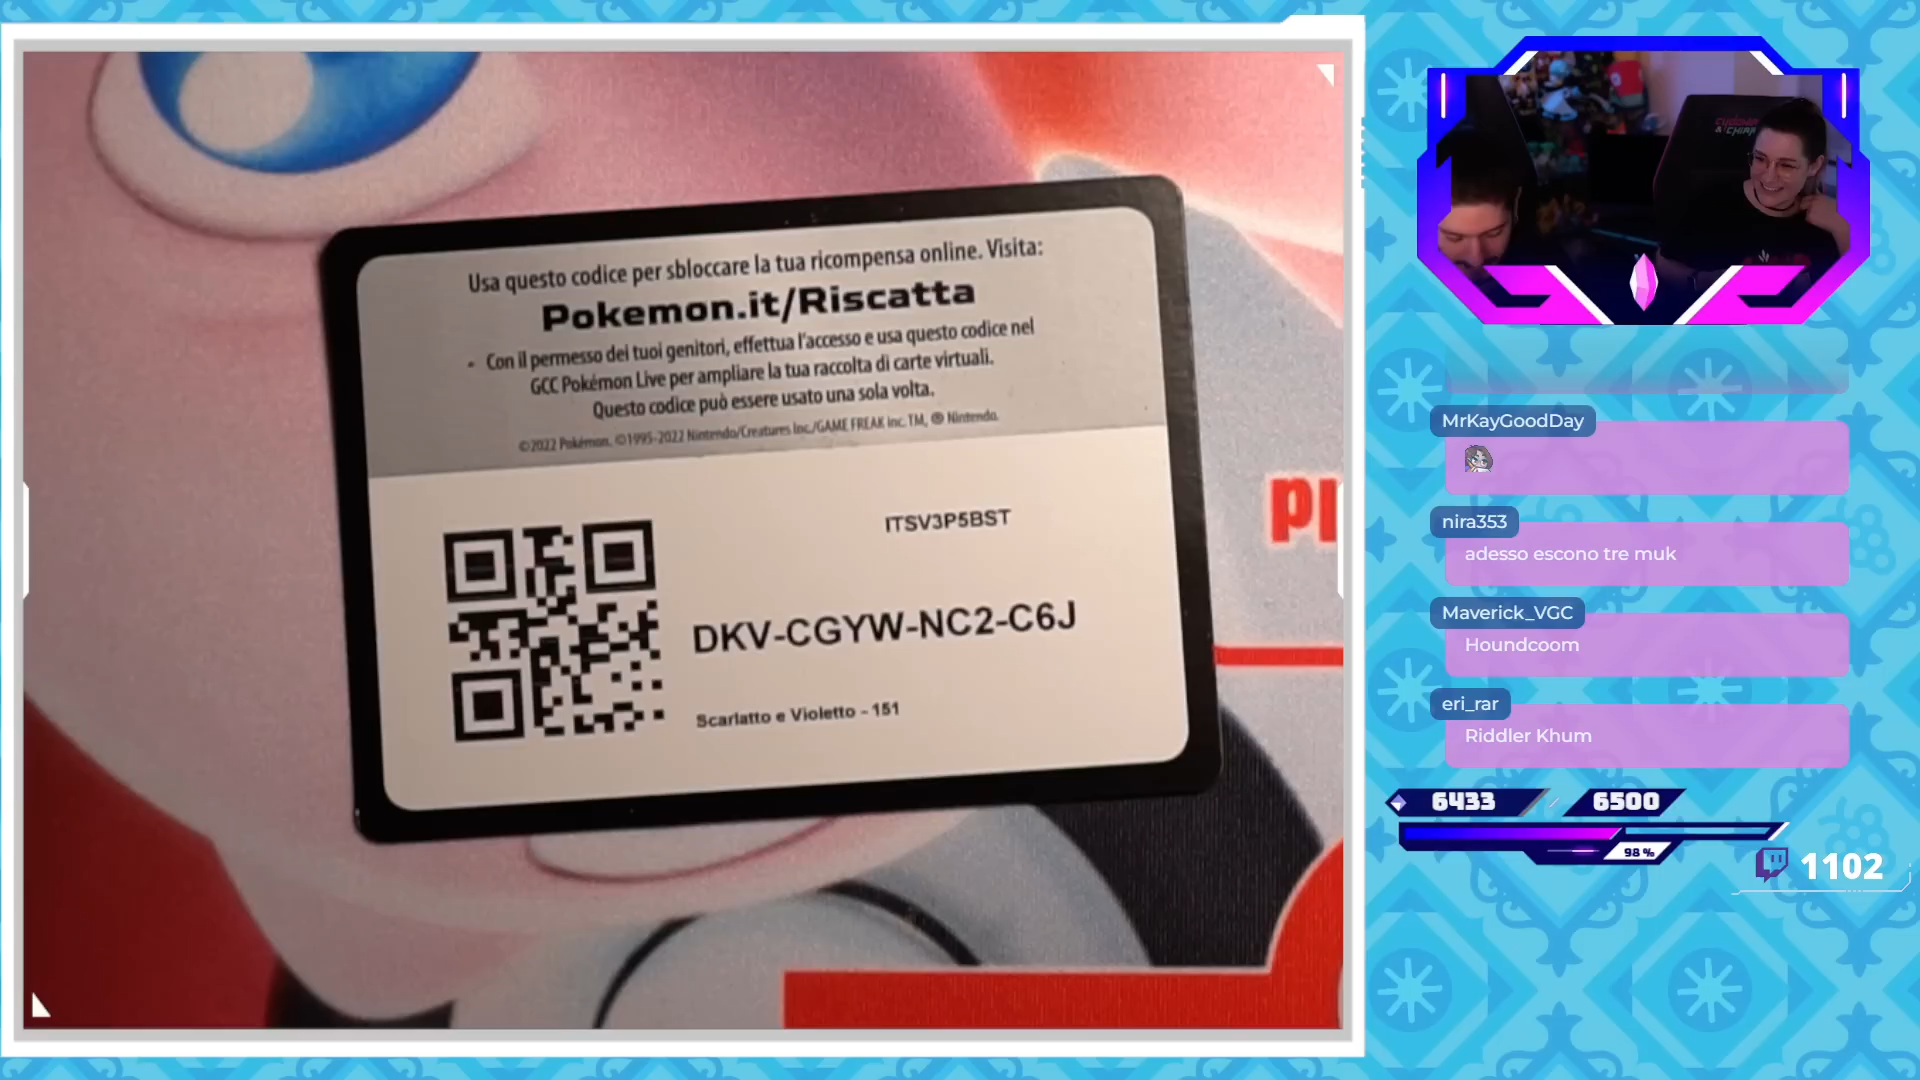 Usa questo codice per sbloccare la tua ricompensa online. Visita:
Pokemon.it/Riscatta
- Con il permesso dei tuoi genitori, effettua l'accesso e usa questo codice nel
GCC Pokémon Live per ampliare la tua raccolta di carte virtuali.
Questo codice può essere usato una sola volta.
©2022 Pokémon. ©1995-2022 Nintendo/Creatures Inc./GAME FREAK inc. TM, ® Nintendo.
ITSV3P5BST
DKV-CGYW-NC2-C6J
Scarlatto e Violetto - 151
MrKayGoodDay
nira353
adesso escono tre muk
Maverick_VGC
Houndcoom
eri_rar
Riddler Khum
6433
6500
98 %
1102